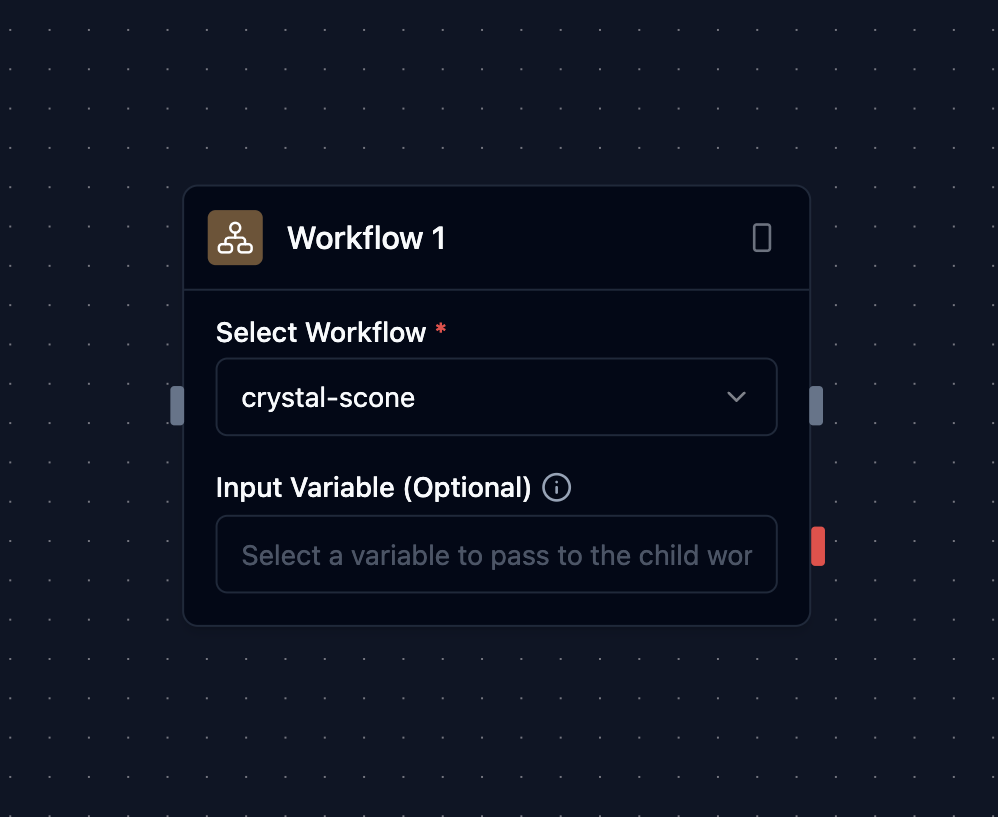 Workflow 1
Select Workflow *
crystal-scone
Input Variable (Optional)
Select a variable to pass to the child wor